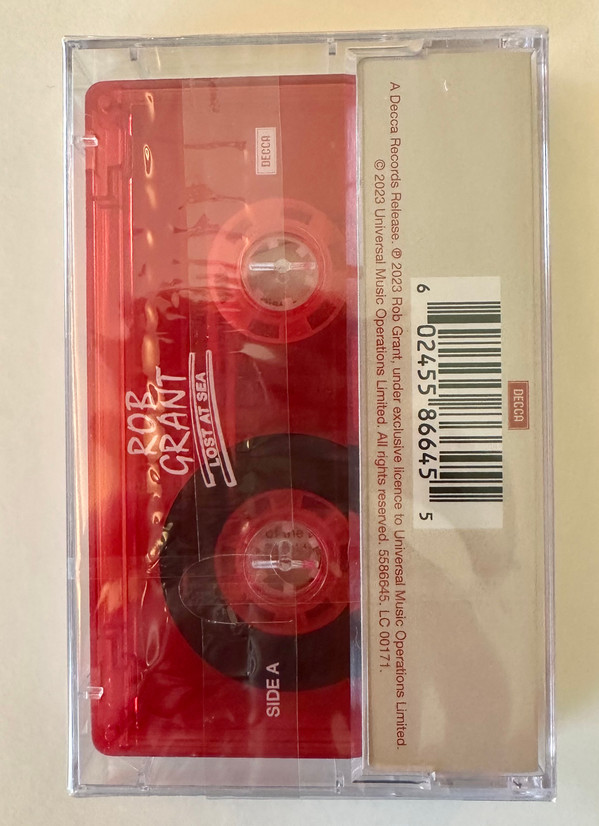 DECCA
ROB
GRANT
LOST AT SEA
SIDE A
A Decca Records Release. ℗ 2023 Rob Grant, under exclusive licence to Universal Music Operations Limited.
© 2023 Universal Music Operations Limited. All rights reserved. 5586645. LC 00171.
6 02455 86645 5
DECCA